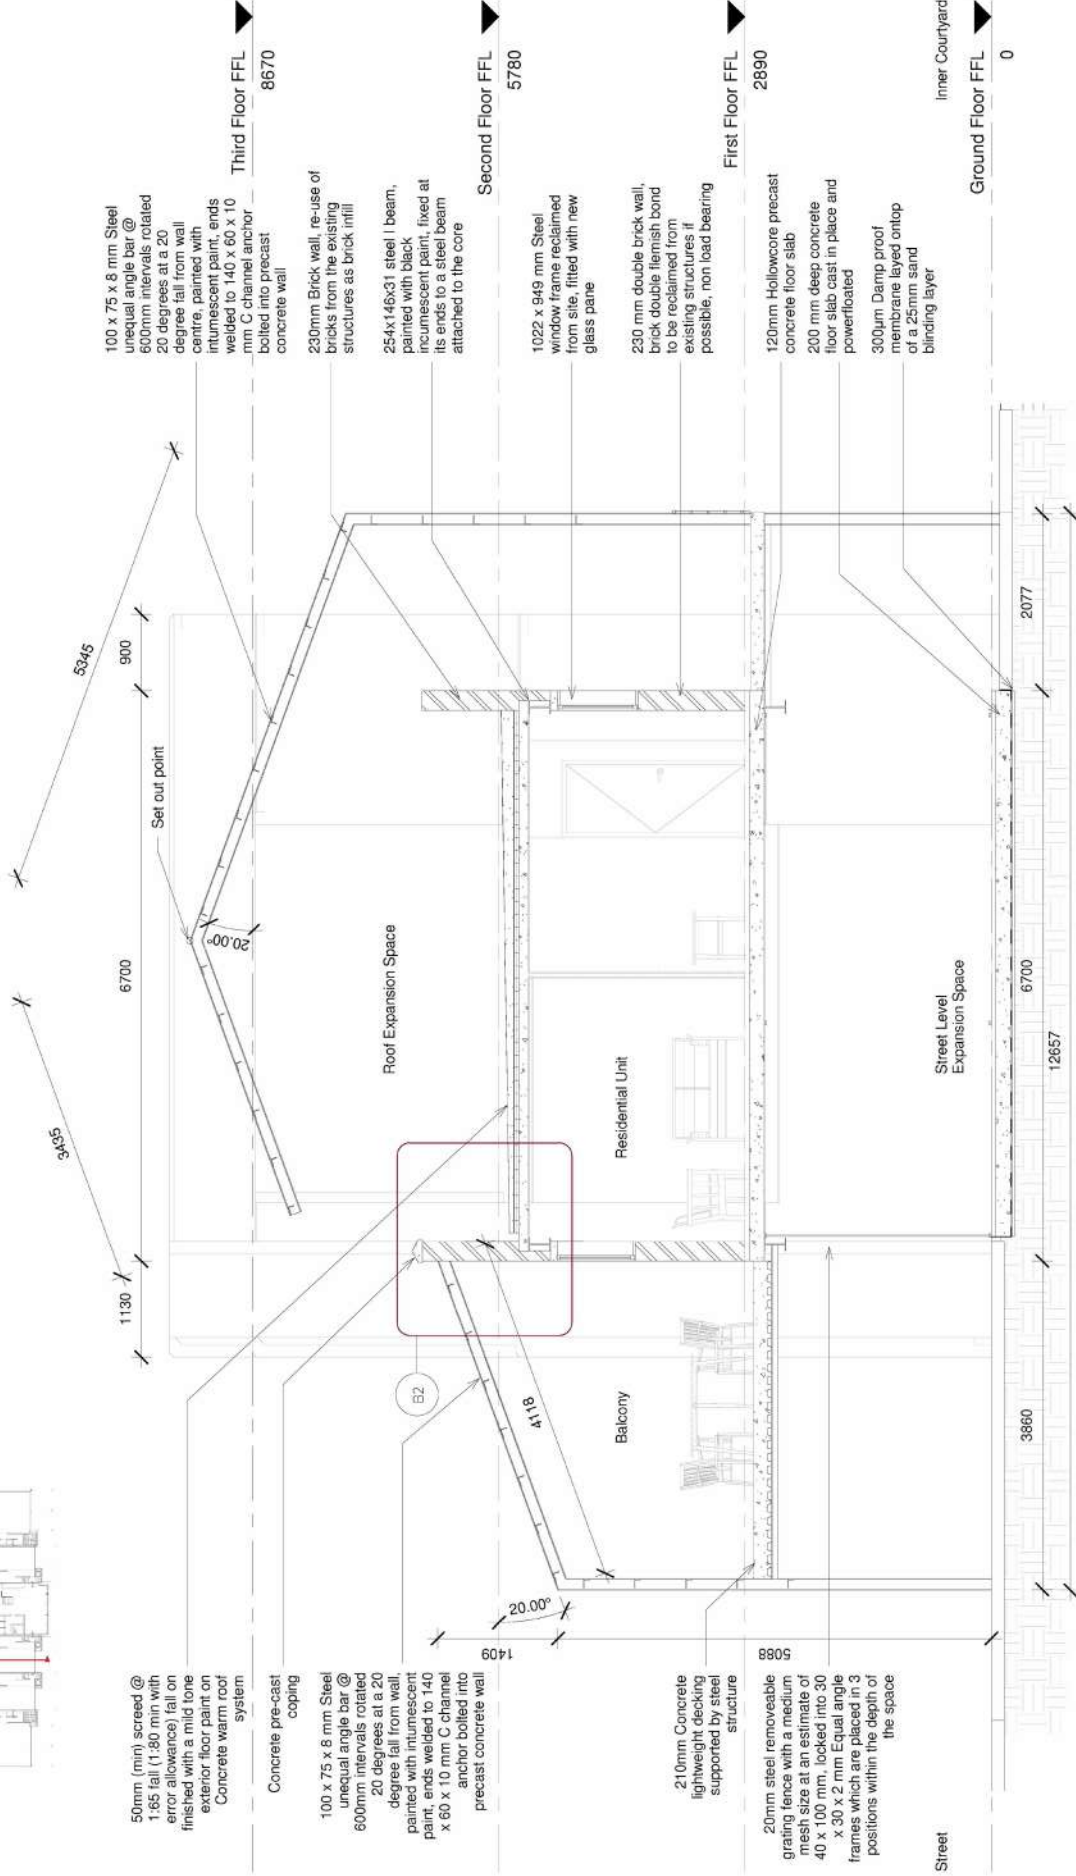 50mm (min) screed @
1:65 fall (1:80 min with
error allowance) fall on
finished with a mild tone
exterior floor paint on
Concrete warm roof
system
Concrete pre-cast
coping
100 x 75 x 8 mm Steel
unequal angle bar @
600mm intervals rotated
20 degrees at a 20
degree fall from wall,
painted with intumescent
paint, ends welded to 140
x 60 x 10 mm C channel
anchor bolted into
precast concrete wall
210mm Concrete
lightweight decking
supported by steel
structure
20mm steel removeable
grating fence with a medium
mesh size at an estimate of
40 x 100 mm, locked into 30
x 30 x 2 mm Equal angle
frames which are placed in 3
positions within the depth of
the space
Street
3435
5345
1130
6700
900
Set out point
20.00°
Roof Expansion Space
B2
4118
20.00°
1409
5088
Balcony
Residential Unit
Street Level
Expansion Space
3860
6700
2077
12657
100 x 75 x 8 mm Steel
unequal angle bar @
600mm intervals rotated
20 degrees at a 20
degree fall from wall
centre, painted with
intumescent paint, ends
welded to 140 x 60 x 10
mm C channel anchor
bolted into precast
concrete wall
230mm Brick wall, re-use of
bricks from the existing
structures as brick infill
254x146x31 steel I beam,
painted with black
incumescent paint, fixed at
its ends to a steel beam
attached to the core
1022 x 949 mm Steel
window frame reclaimed
from site, fitted with new
glass pane
230 mm double brick wall,
brick double flemish bond
to be reclaimed from
existing structures if
possible, non load bearing
120mm Hollowcore precast
concrete floor slab
200 mm deep concrete
floor slab cast in place and
powerfloated
300µm Damp proof
membrane layed ontop
of a 25mm sand
blinding layer
Third Floor FFL
8670
Second Floor FFL
5780
First Floor FFL
2890
Inner Courtyard
Ground Floor FFL
0